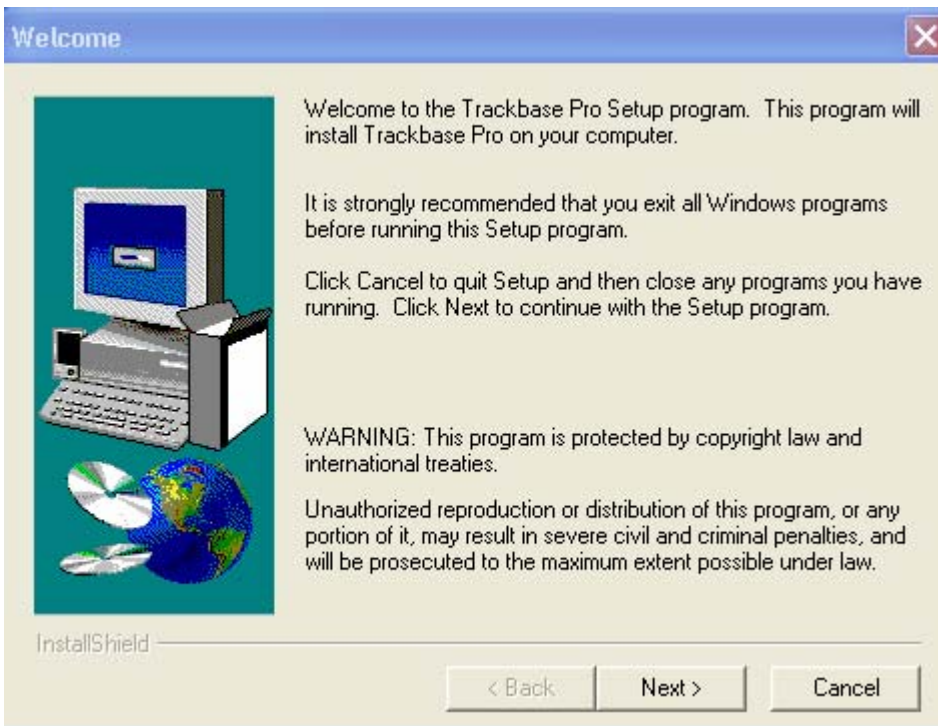 Welcome
Welcome to the Trackbase Pro Setup program.  This program will
install Trackbase Pro on your computer.
It is strongly recommended that you exit all Windows programs
before running this Setup program.
Click Cancel to quit Setup and then close any programs you have
running.  Click Next to continue with the Setup program.
WARNING: This program is protected by copyright law and
international treaties.
Unauthorized reproduction or distribution of this program, or any
portion of it, may result in severe civil and criminal penalties, and
will be prosecuted to the maximum extent possible under law.
InstallShield
< Back
Next >
Cancel